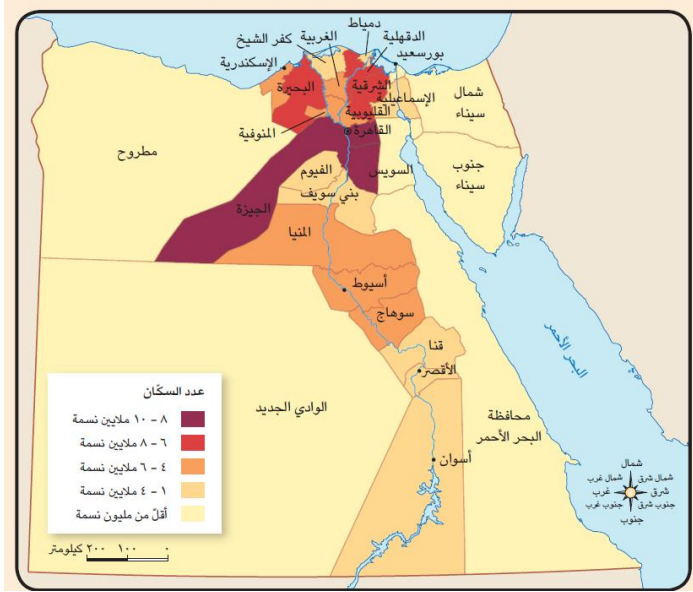 دمياط
الدقهلية
الغربية
كفر الشيخ
بورسعيد
الإسكندرية
البحيرة
الشرقية
الإسماعيلية
شمال
سيناء
القليوبية
المنوفية
القاهرة
مطروح
جنوب
سيناء
السويس
الفيوم
بني سويف
الجيزة
المنيا
أسيوط
سوهاج
البحر الأحمر
قنا
الأقصر
الوادي الجديد
محافظة
البحر الأحمر
أسوان
عدد السكّان
٨ - ١٠ ملايين نسمة
٦ - ٨ ملايين نسمة
٤ - ٦ ملايين نسمة
١ - ٤ ملايين نسمة
أقلّ من مليون نسمة
شمال
شمال شرق
شمال غرب
شرق
غرب
جنوب شرق
جنوب غرب
جنوب
٠ ١٠٠ ٢٠٠ كيلومتر